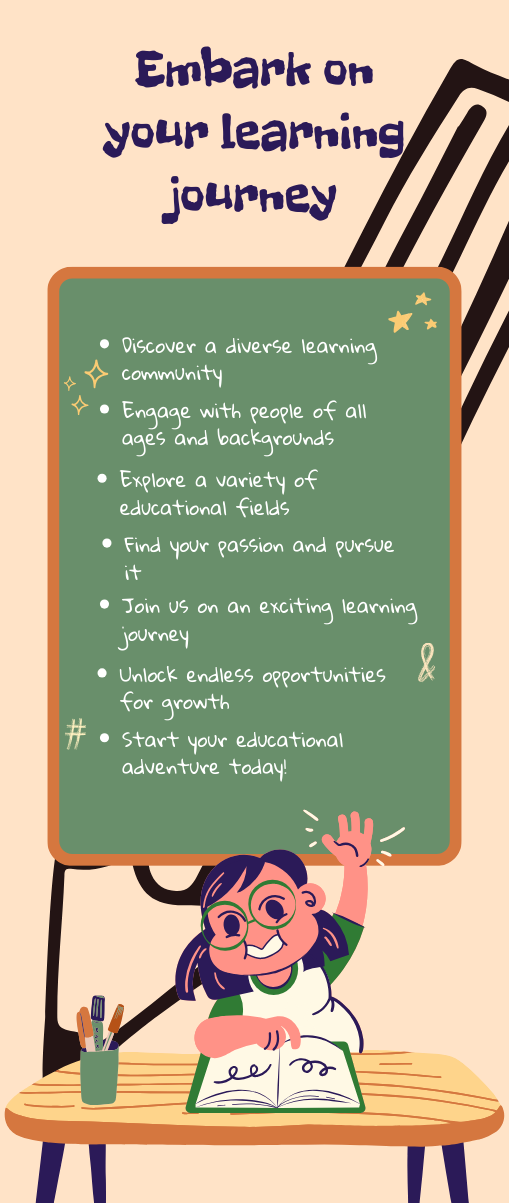 Embark on
your learning
journey
• Discover a diverse learning
community
• Engage with people of all
ages and backgrounds
• Explore a variety of
educational fields
• Find your passion and pursue
it
• Join us on an exciting learning
journey
• Unlock endless opportunities
for growth
#
• Start your educational
adventure today!